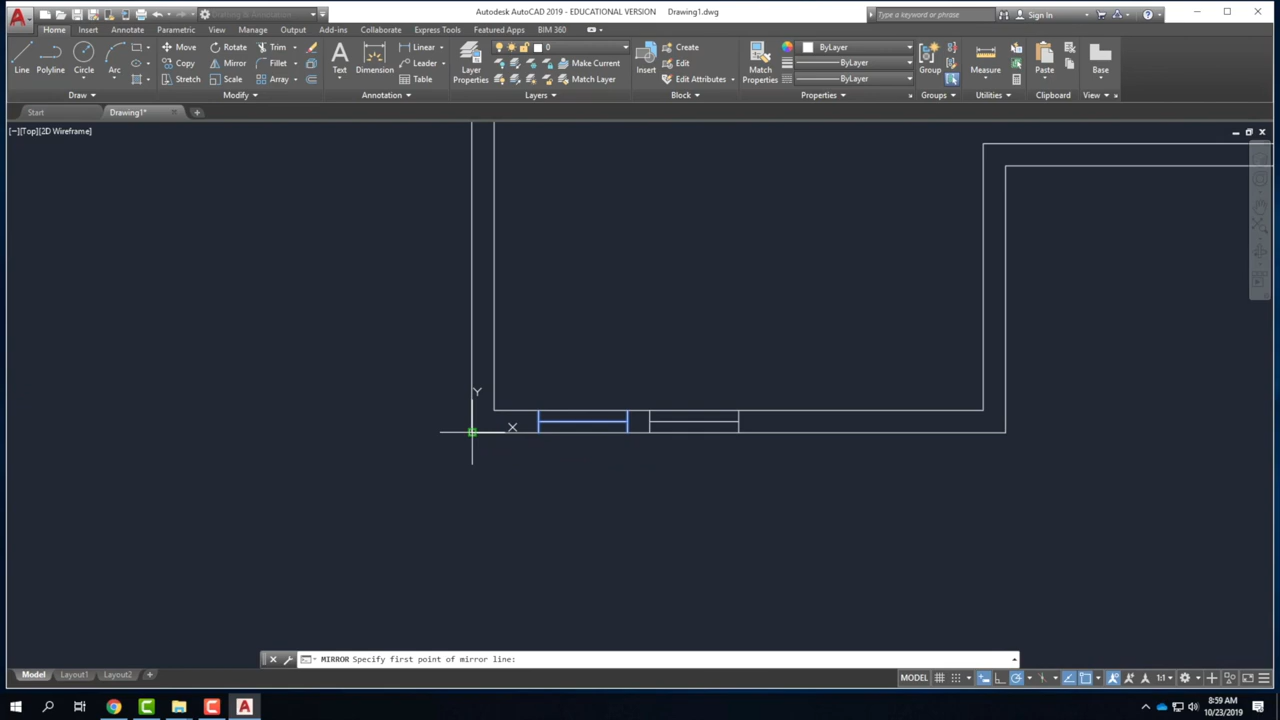 Drafting & Annotation
Autodesk AutoCAD 2019 - EDUCATIONAL VERSION Drawing1.dwg
Type a keyword or phrase
Sign In
Home Insert Annotate Parametric View Manage Output Add-ins Collaborate Express Tools Featured Apps BIM 360
Line Polyline Circle Arc
Move Rotate Trim
Copy Mirror Fillet
Stretch Scale Array
Text Dimension
Linear
Leader
Table
Layer Properties
0
Make Current
Match Layer
Insert
Create
Edit
Edit Attributes
Match Properties
ByLayer
ByLayer
ByLayer
Group
Measure
Paste
Base
Draw Modify Annotation Layers Block Properties Groups Utilities Clipboard View
Start Drawing1*
[−][Top][2D Wireframe]
Y
X
MIRROR Specify first point of mirror line:
Model Layout1 Layout2
MODEL
1:1
8:59 AM
10/23/2019